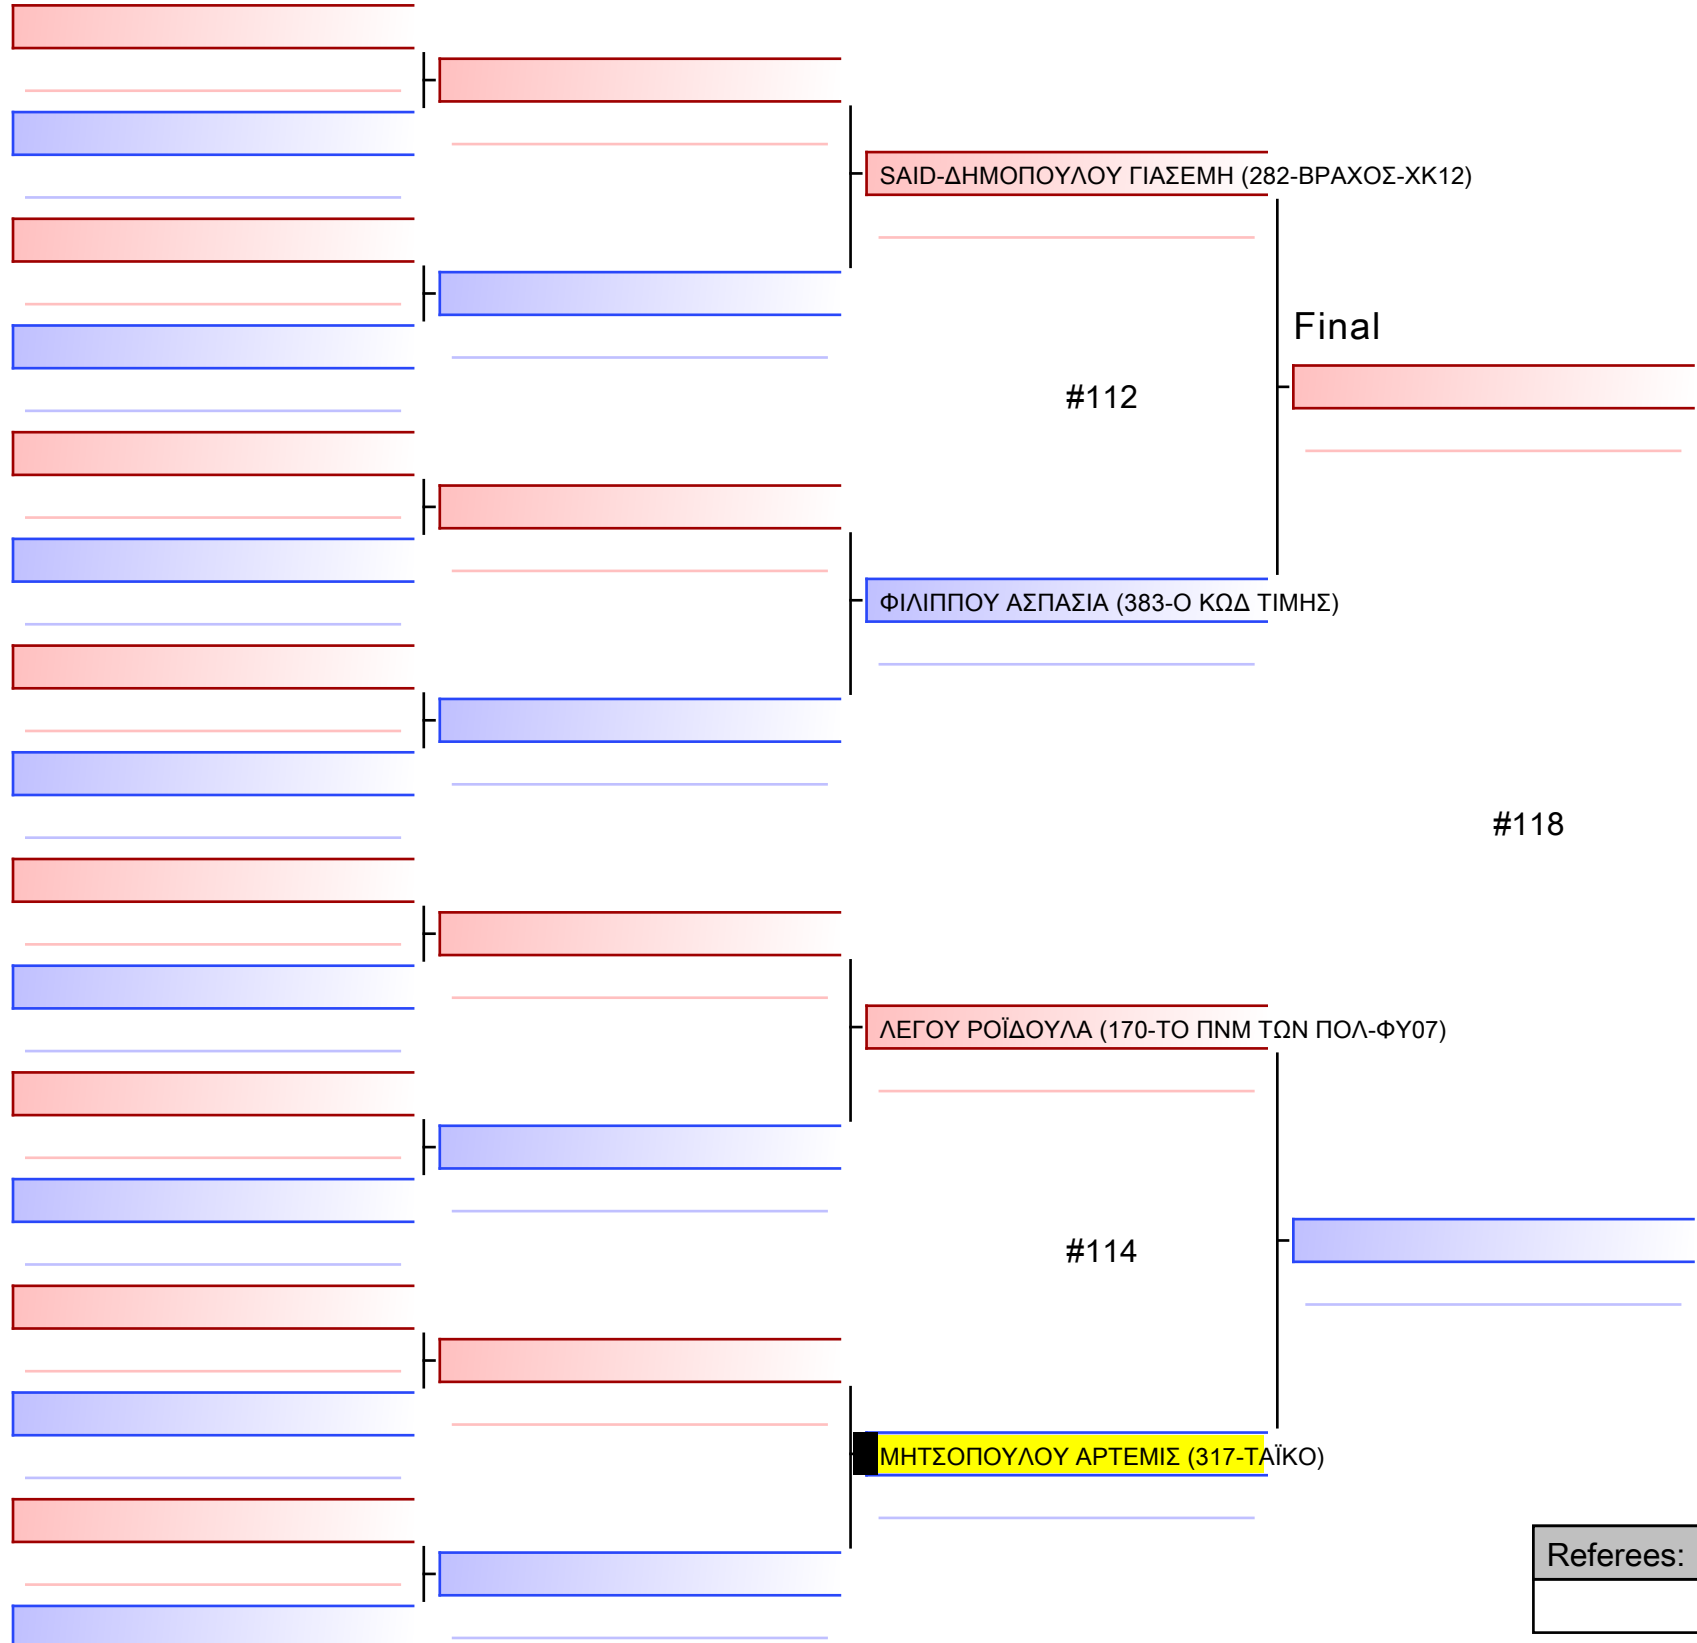 SAID-ΔΗΜΟΠΟΥΛΟΥ ΓΙΑΣΕΜΗ (282-ΒΡΑΧΟΣ-ΧΚ12)
Final
#112
ΦΙΛΙΠΠΟΥ ΑΣΠΑΣΙΑ (383-Ο ΚΩΔ ΤΙΜΗΣ)
#118
ΛΕΓΟΥ ΡΟΪΔΟΥΛΑ (170-ΤΟ ΠΝΜ ΤΩΝ ΠΟΛ-ΦΥ07)
#114
ΜΗΤΣΟΠΟΥΛΟΥ ΑΡΤΕΜΙΣ (317-ΤΑΪΚΟ)
Referees: